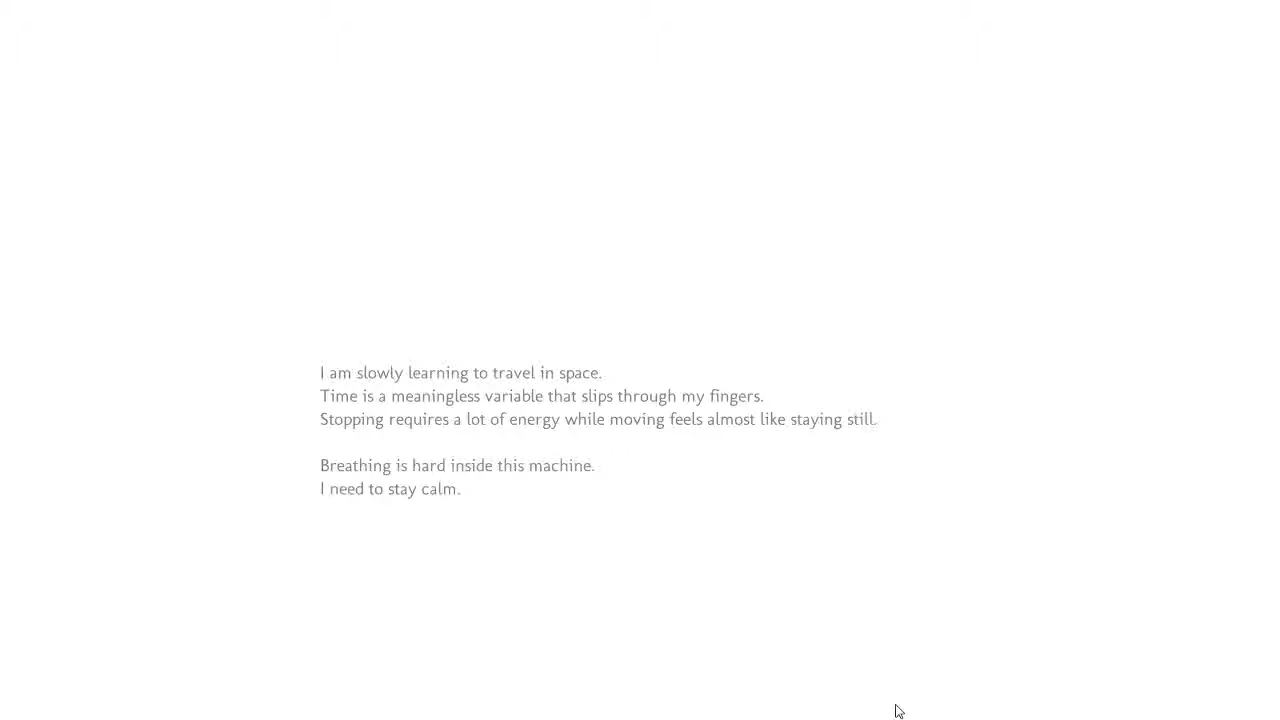 I am slowly learning to travel in space.
Time is a meaningless variable that slips through my fingers.
Stopping requires a lot of energy while moving feels almost like staying still.
Breathing is hard inside this machine.
I need to stay calm.